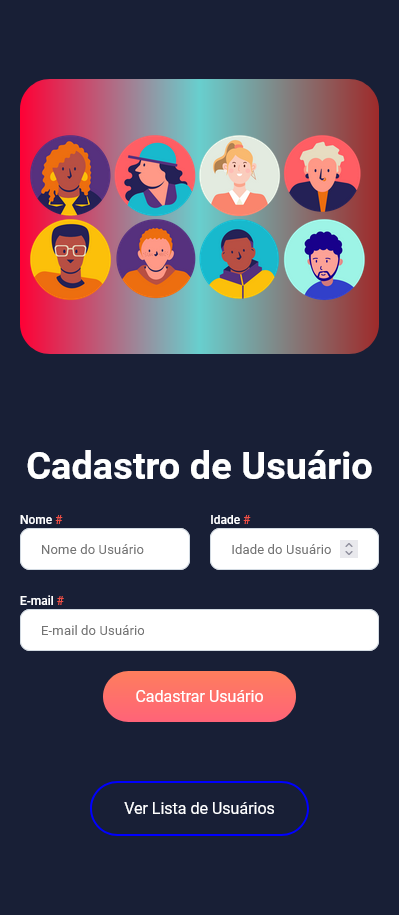 Cadastro de Usuário
Nome # Idade #
Nome do Usuário Idade do Usuário
E-mail #
E-mail do Usuário
Cadastrar Usuário
Ver Lista de Usuários